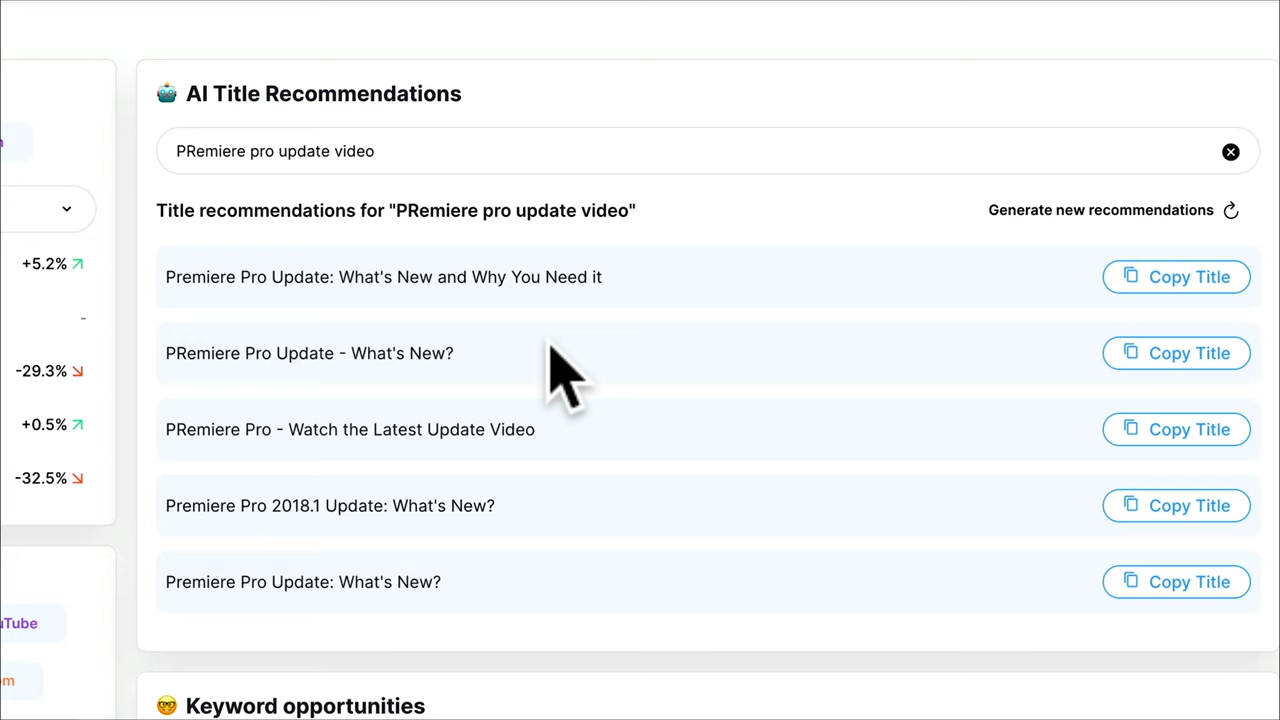 AI Title Recommendations
PRemiere pro update video
Title recommendations for "PRemiere pro update video"
Generate new recommendations
Premiere Pro Update: What's New and Why You Need it
Copy Title
PRemiere Pro Update - What's New?
Copy Title
PRemiere Pro - Watch the Latest Update Video
Copy Title
Premiere Pro 2018.1 Update: What's New?
Copy Title
Premiere Pro Update: What's New?
Copy Title
Keyword opportunities
+5.2%
-
-29.3%
+0.5%
-32.5%
uTube
om